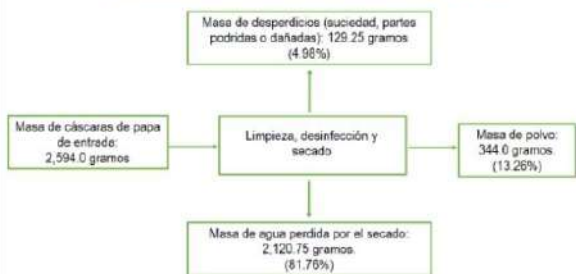 Masa de desperdicios (suciedad, partes
podridas o dañadas): 129.25 gramos
(4.98%)
Masa de cáscaras de papa
de entrada:
2,594.0 gramos
Limpieza, desinfección y
secado
Masa de polvo:
344.0 gramos.
(13.26%)
Masa de agua perdida por el secado:
2,120.75 gramos.
(81.76%)